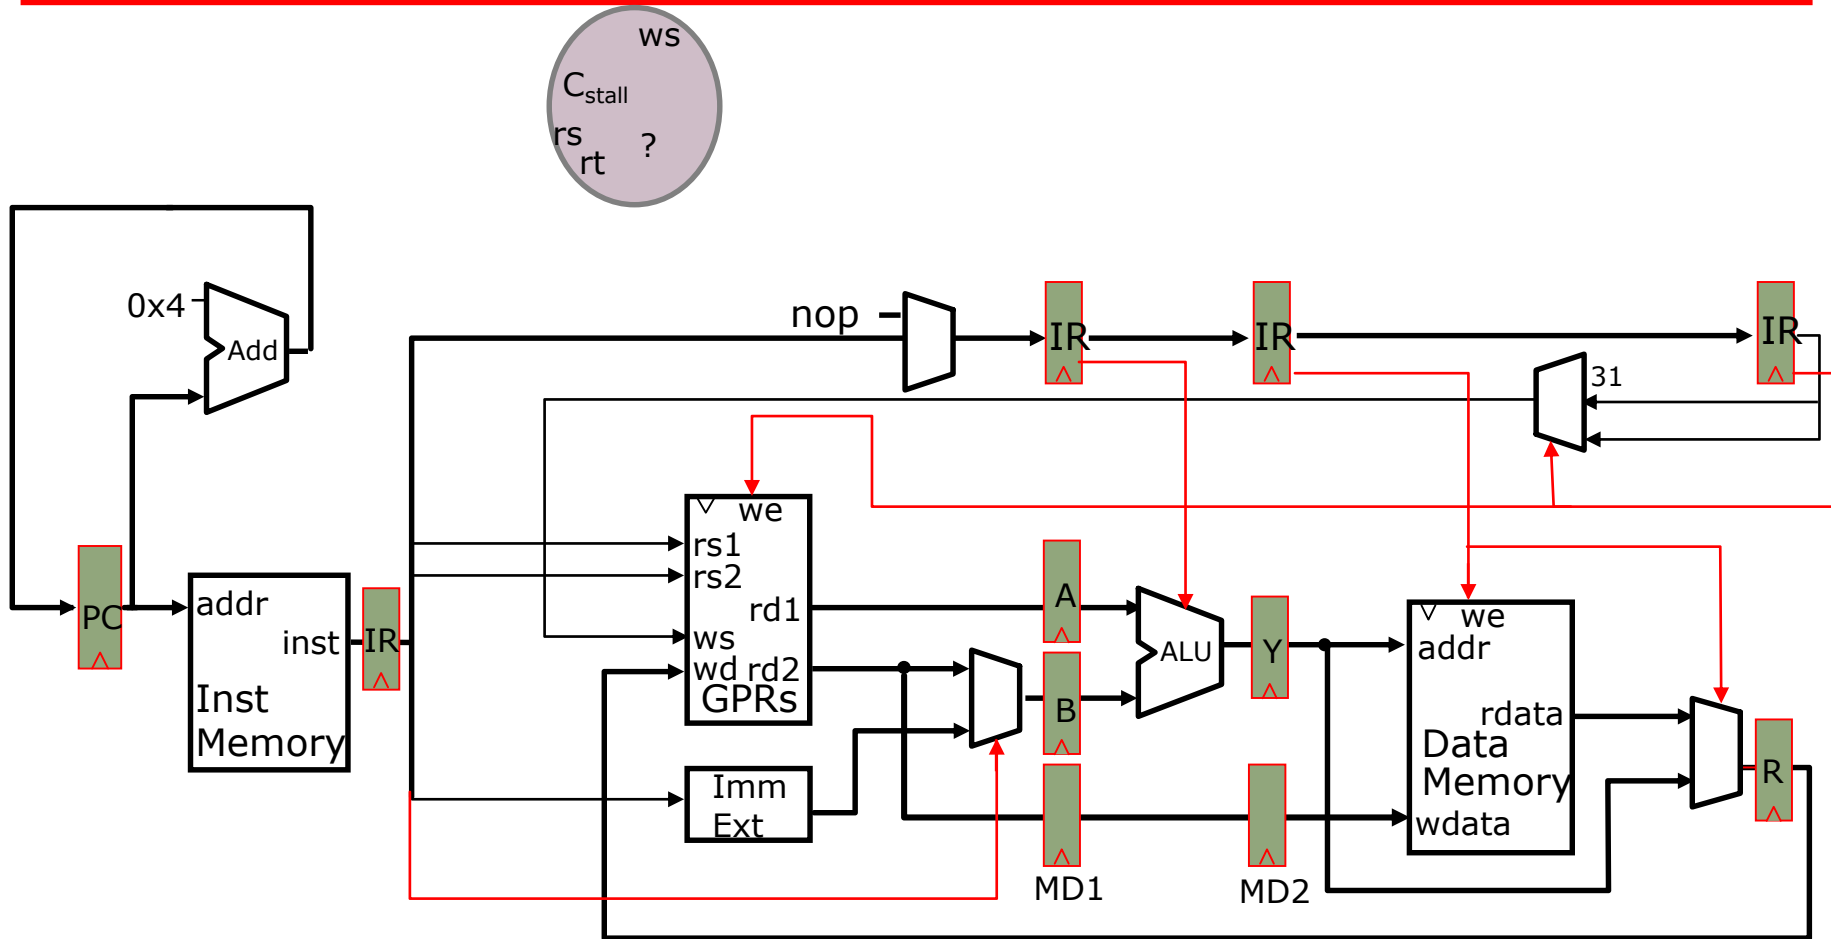 ws
C_stall
rs
rt
?
0x4
Add
nop
IR
IR
IR
31
we
rs1
rs2
rd1
ws
wd rd2
GPRs
PC
addr
inst
Inst
Memory
IR
A
B
ALU
Y
we
addr
rdata
Data
Memory
wdata
R
Imm
Ext
MD1
MD2